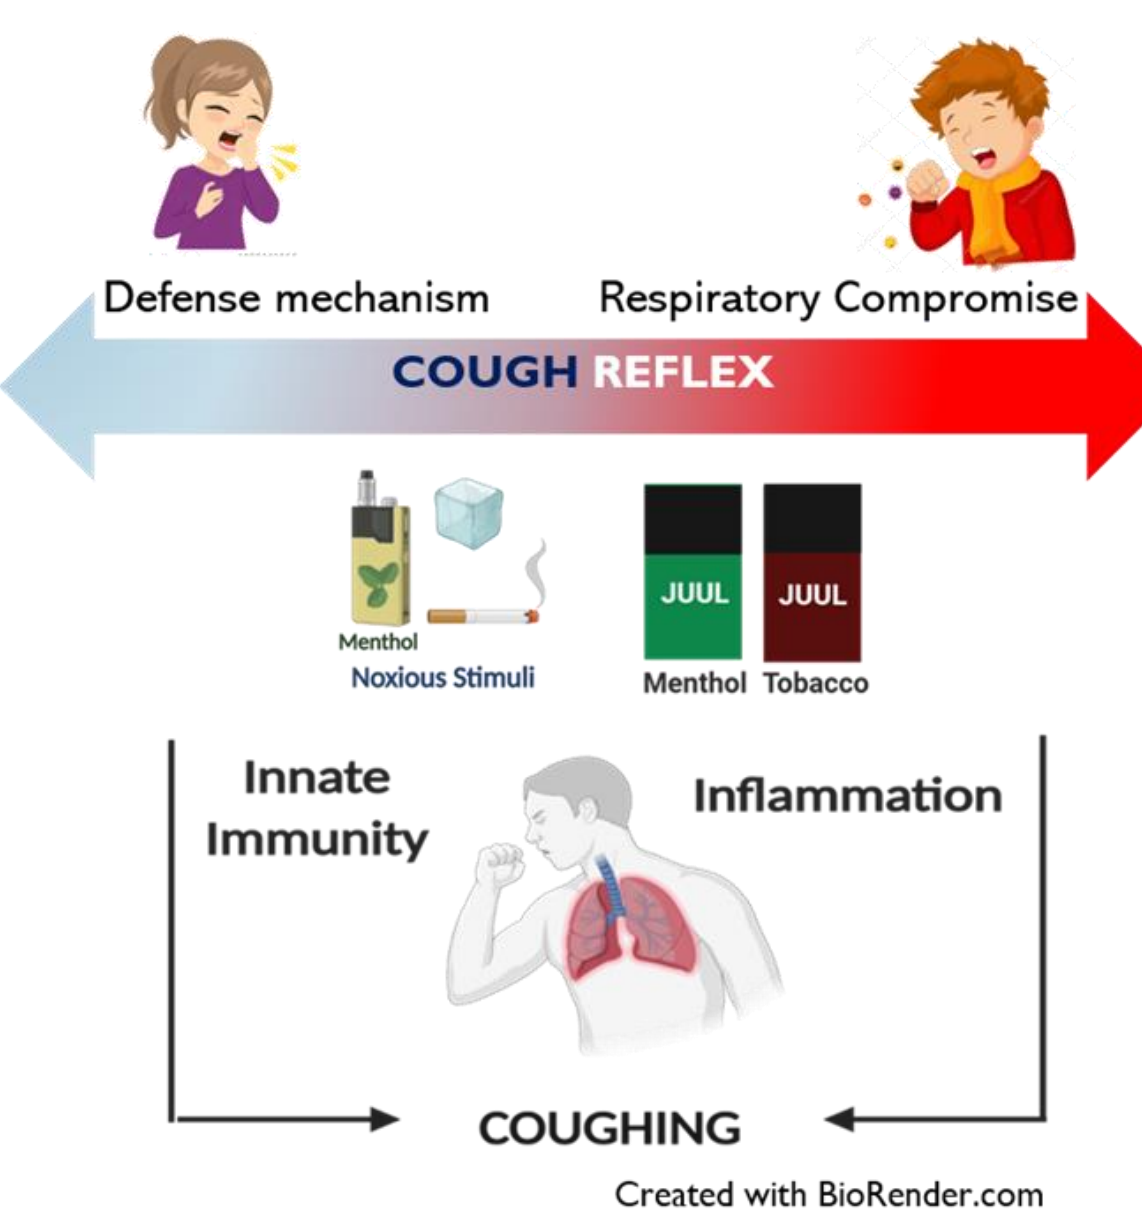 Defense mechanism
Respiratory Compromise
COUGH REFLEX
JUUL
JUUL
Menthol
Noxious Stimuli
Menthol
Tobacco
Innate
Immunity
Inflammation
COUGHING
Created with BioRender.com